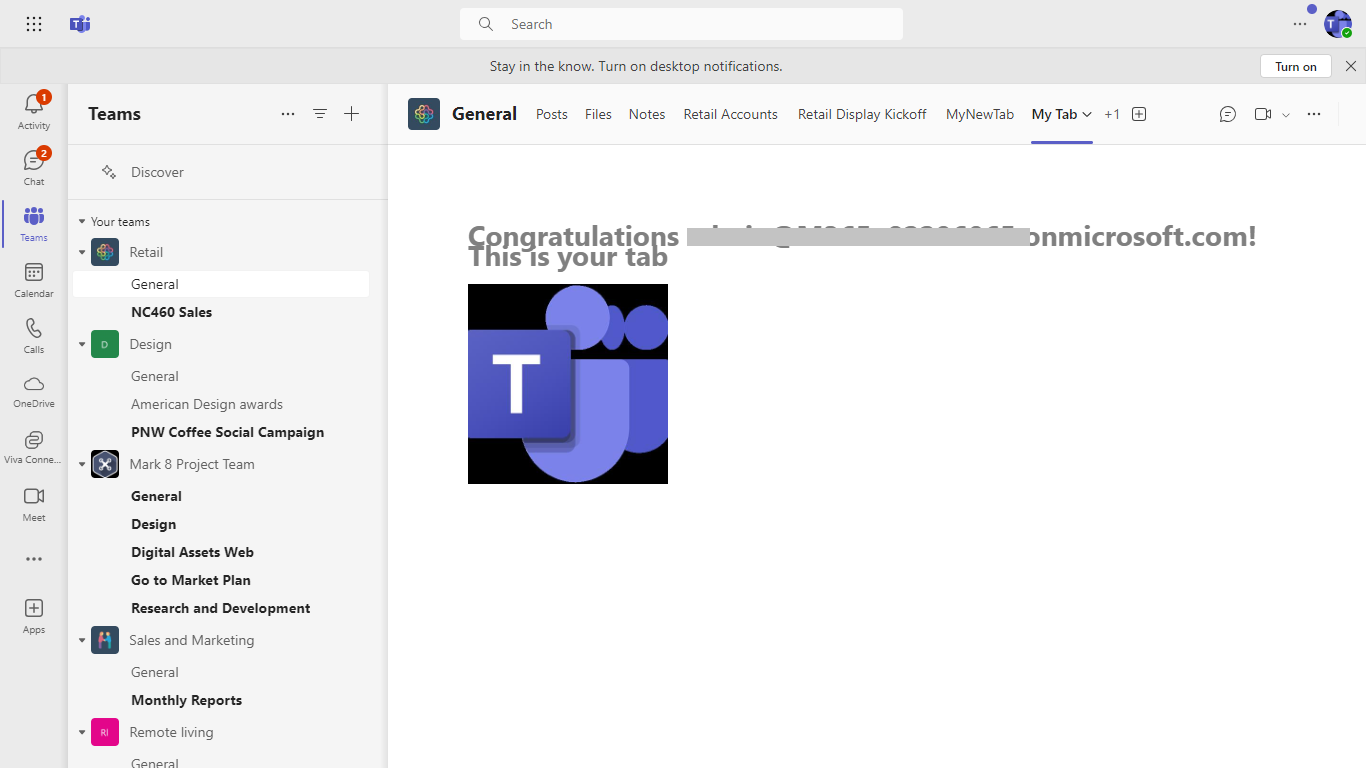 Search
Stay in the know. Turn on desktop notifications.
Turn on
1
Activity
2
Chat
Teams
Calendar
Calls
OneDrive
Viva Conne...
Meet
Apps
Teams
Discover
Your teams
Retail
General
NC460 Sales
D
Design
General
American Design awards
PNW Coffee Social Campaign
Mark 8 Project Team
General
Design
Digital Assets Web
Go to Market Plan
Research and Development
Sales and Marketing
General
Monthly Reports
RI
Remote living
General
General Posts Files Notes Retail Accounts Retail Display Kickoff MyNewTab My Tab +1
Congratulations onmicrosoft.com!
This is your tab
T